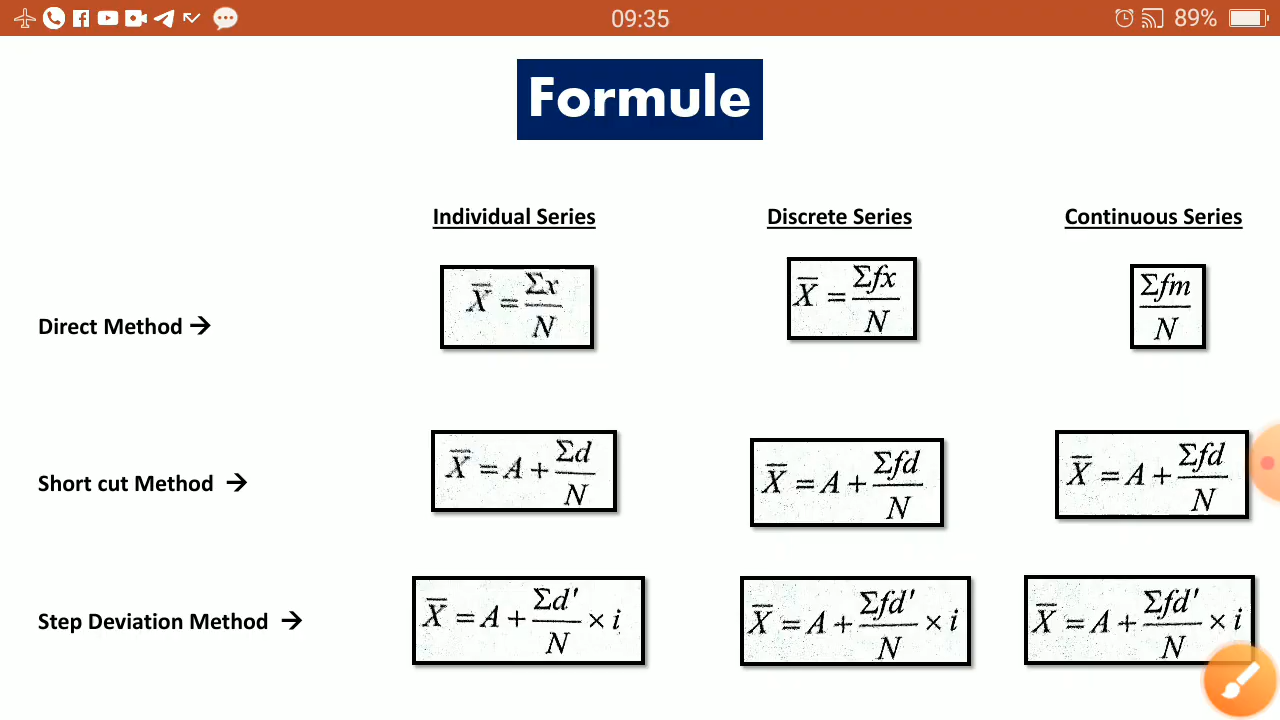 09:35
89%
Formule
Individual Series Discrete Series Continuous Series
Direct Method → X̅ = Σx/N X̅ = Σfx/N Σfm/N
Short cut Method → X̅ = A + Σd/N X̅ = A + Σfd/N X̅ = A + Σfd/N
Step Deviation Method → X̅ = A + Σd'/N × i X̅ = A + Σfd'/N × i X̅ = A + Σfd'/N × i